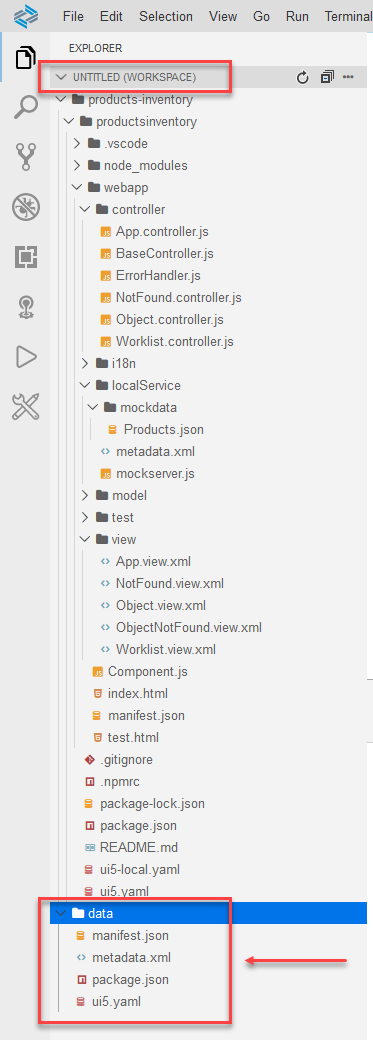 File Edit Selection View Go Run Terminal
EXPLORER
UNTITLED (WORKSPACE)
products-inventory
productsinventory
.vscode
node_modules
webapp
controller
App.controller.js
BaseController.js
ErrorHandler.js
NotFound.controller.js
Object.controller.js
Worklist.controller.js
i18n
localService
mockdata
Products.json
metadata.xml
mockserver.js
model
test
view
App.view.xml
NotFound.view.xml
Object.view.xml
ObjectNotFound.view.xml
Worklist.view.xml
Component.js
index.html
manifest.json
test.html
.gitignore
.npmrc
package-lock.json
package.json
README.md
ui5-local.yaml
ui5.yaml
data
manifest.json
metadata.xml
package.json
ui5.yaml